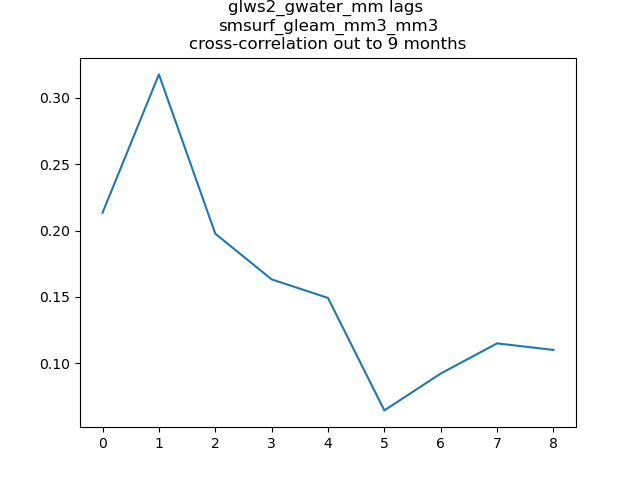 glws2_gwater_mm lags
smsurf_gleam_mm3_mm3
cross-correlation out to 9 months
0.30
0.25
0.20
0.15
0.10
0 1 2 3 4 5 6 7 8